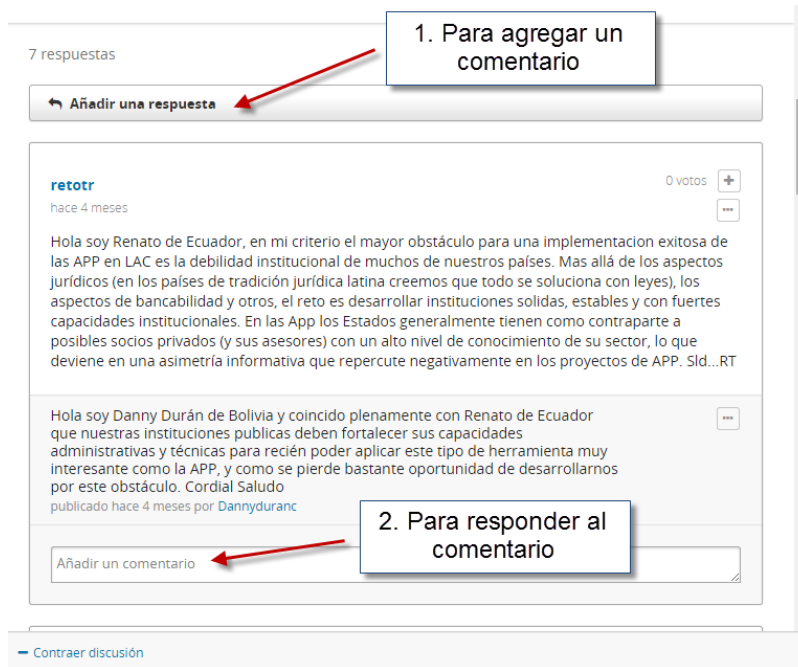 1. Para agregar un
comentario
7 respuestas
Añadir una respuesta
retotr
0 votos
hace 4 meses
Hola soy Renato de Ecuador, en mi criterio el mayor obstáculo para una implementacion exitosa de
las APP en LAC es la debilidad institucional de muchos de nuestros países. Mas allá de los aspectos
jurídicos (en los países de tradición jurídica latina creemos que todo se soluciona con leyes), los
aspectos de bancabilidad y otros, el reto es desarrollar instituciones solidas, estables y con fuertes
capacidades institucionales. En las App los Estados generalmente tienen como contraparte a
posibles socios privados (y sus asesores) con un alto nivel de conocimiento de su sector, lo que
deviene en una asimetría informativa que repercute negativamente en los proyectos de APP. Sld...RT
Hola soy Danny Durán de Bolivia y coincido plenamente con Renato de Ecuador
que nuestras instituciones publicas deben fortalecer sus capacidades
administrativas y técnicas para recién poder aplicar este tipo de herramienta muy
interesante como la APP, y como se pierde bastante oportunidad de desarrollarnos
por este obstáculo. Cordial Saludo
publicado hace 4 meses por Dannyduranc
2. Para responder al
comentario
Añadir un comentario
Contraer discusión